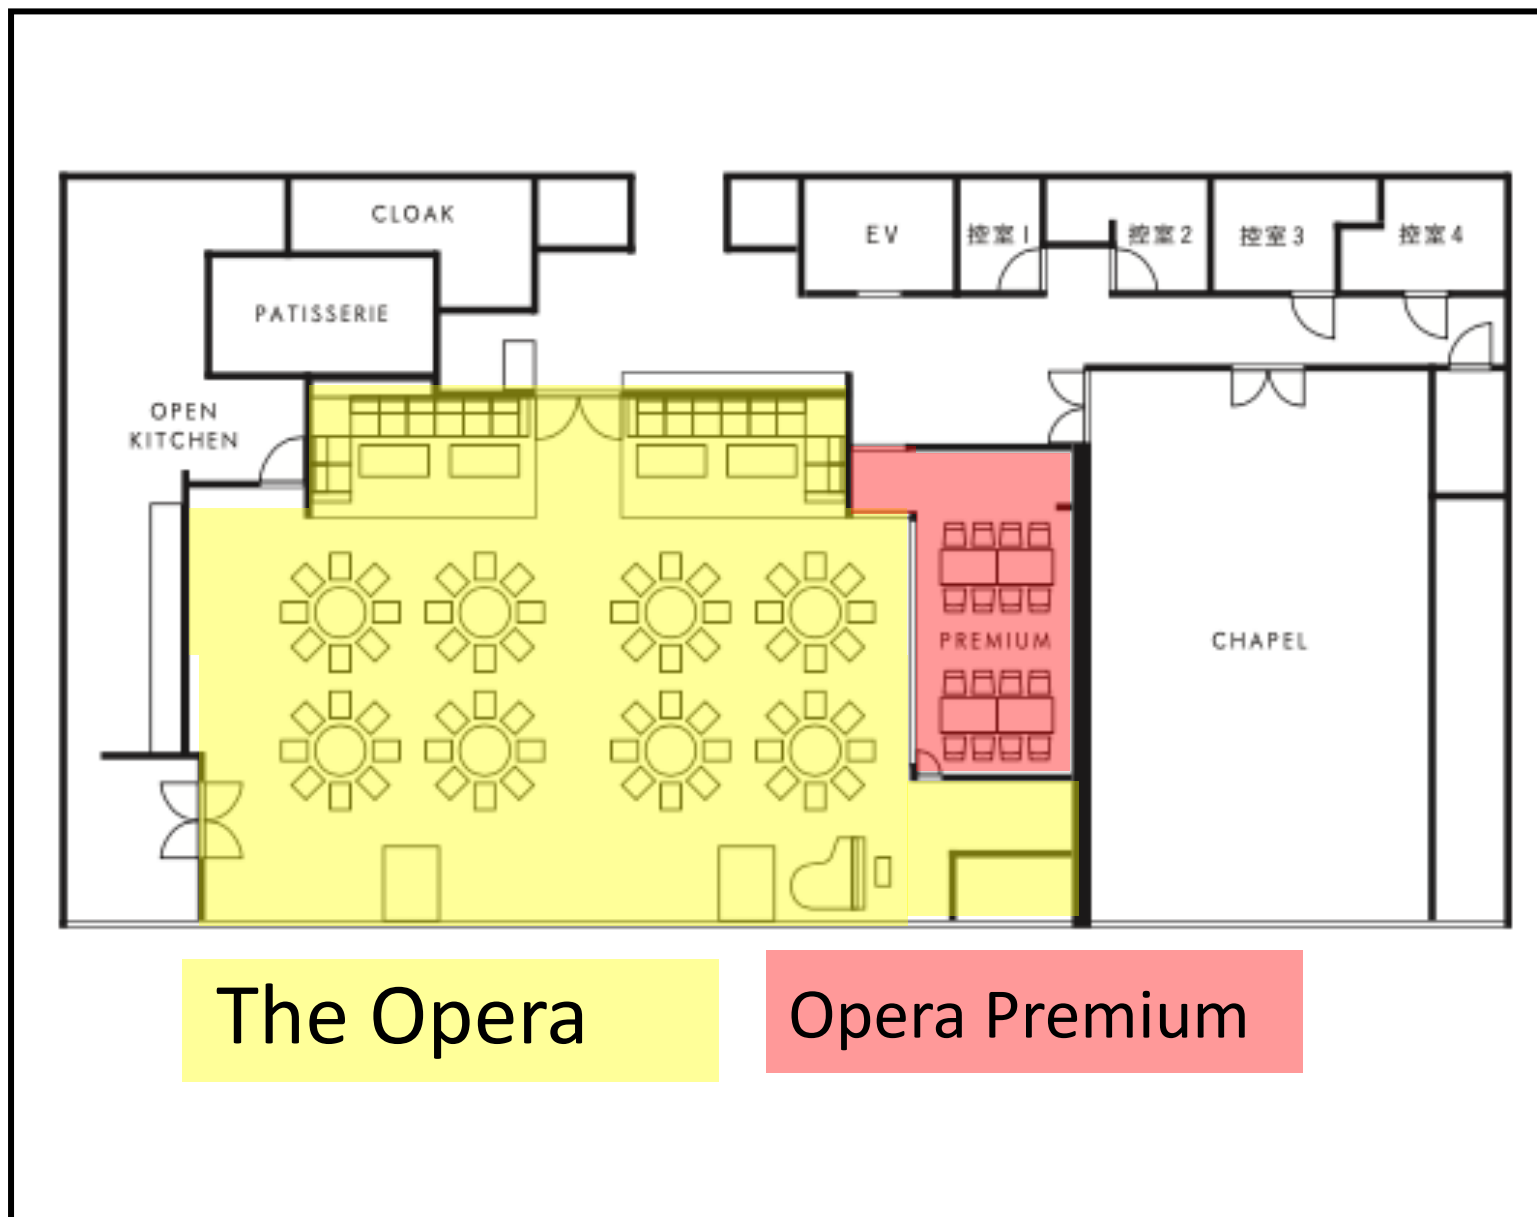 CLOAK
EV
控室1
控室2
控室3
控室4
PATISSERIE
OPEN
KITCHEN
PREMIUM
CHAPEL
The Opera
Opera Premium